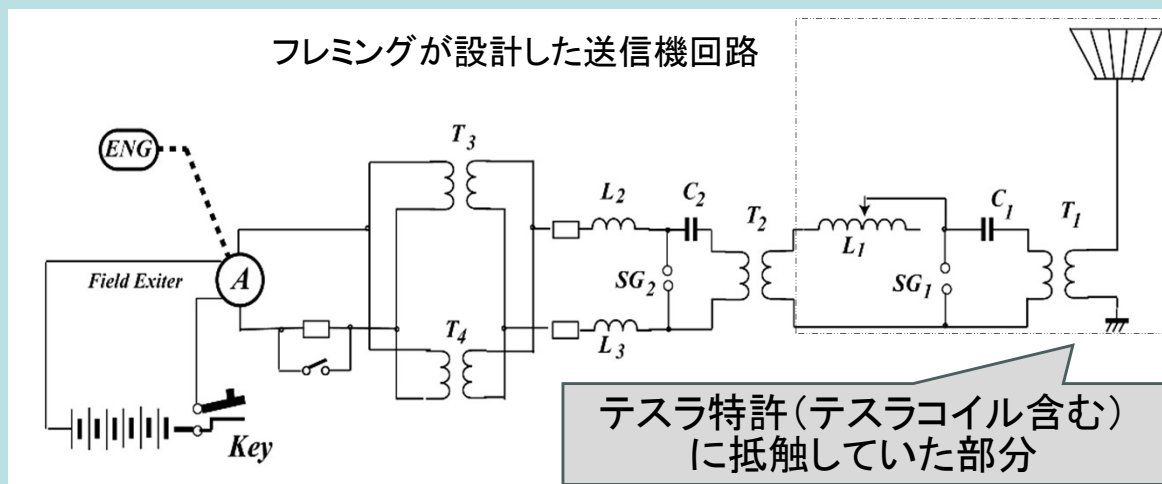 フレミングが設計した送信機回路
ENG
T3
L2
C2
T2
L1
C1
T1
Field Exiter
A
SG2
SG1
T4
L3
Key
テスラ特許（テスラコイル含む）
に抵触していた部分